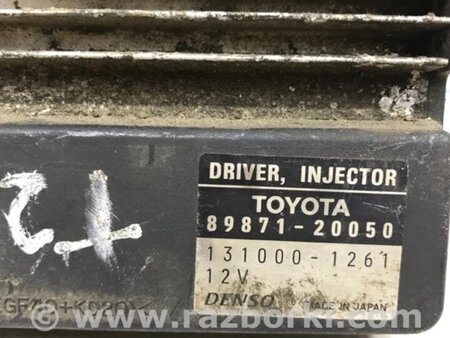 DRIVER, INJECTOR
TOYOTA
89871-20050
131000-1261
12V
DENSO MADE IN JAPAN
www.razborki.com